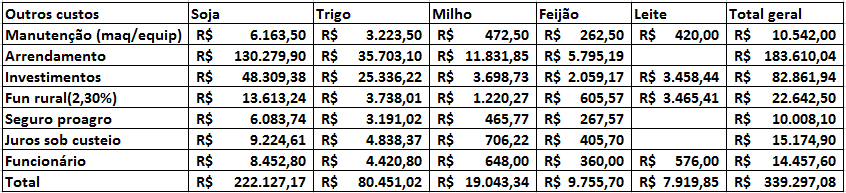 Outros custos Soja Trigo Milho Feijão Leite Total geral
Manutenção (maq/equip) R$ 6.163,50 R$ 3.223,50 R$ 472,50 R$ 262,50 R$ 420,00 R$ 10.542,00
Arrendamento R$ 130.279,90 R$ 35.703,10 R$ 11.831,85 R$ 5.795,19 R$ 183.610,04
Investimentos R$ 48.309,38 R$ 25.336,22 R$ 3.698,73 R$ 2.059,17 R$ 3.458,44 R$ 82.861,94
Fun rural(2,30%) R$ 13.613,24 R$ 3.738,01 R$ 1.220,27 R$ 605,57 R$ 3.465,41 R$ 22.642,50
Seguro proagro R$ 6.083,74 R$ 3.191,02 R$ 465,77 R$ 267,57 R$ 10.008,10
Juros sob custeio R$ 9.224,61 R$ 4.838,37 R$ 706,22 R$ 405,70 R$ 15.174,90
Funcionário R$ 8.452,80 R$ 4.420,80 R$ 648,00 R$ 360,00 R$ 576,00 R$ 14.457,60
Total R$ 222.127,17 R$ 80.451,02 R$ 19.043,34 R$ 9.755,70 R$ 7.919,85 R$ 339.297,08